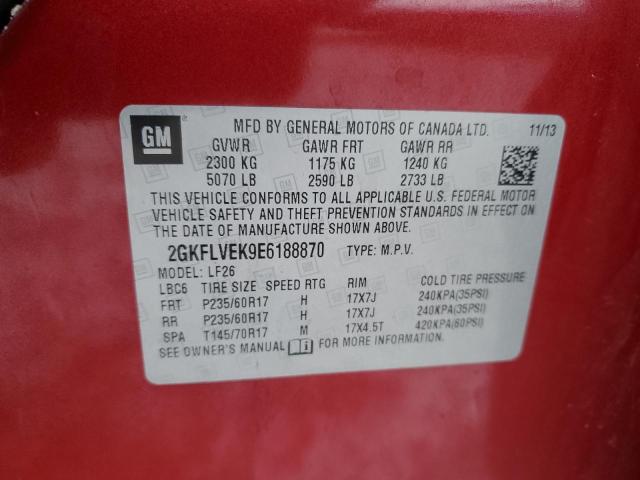 GM
MFD BY GENERAL MOTORS OF CANADA LTD. 11/13
GVWR GAWR FRT GAWR RR
2300 KG 1175 KG 1240 KG
5070 LB 2590 LB 2733 LB
THIS VEHICLE CONFORMS TO ALL APPLICABLE U.S. FEDERAL MOTOR
VEHICLE SAFETY AND THEFT PREVENTION STANDARDS IN EFFECT ON
THE DATE OF MANUFACTURE SHOWN ABOVE.
2GKFLVEK9E6188870 TYPE: M.P.V.
MODEL: LF26
LBC6 TIRE SIZE SPEED RTG RIM COLD TIRE PRESSURE
FRT P235/60R17 H 17X7J 240KPA(35PSI)
RR P235/60R17 H 17X7J 240KPA(35PSI)
SPA T145/70R17 M 17X4.5T 420KPA(60PSI)
SEE OWNER'S MANUAL FOR MORE INFORMATION.